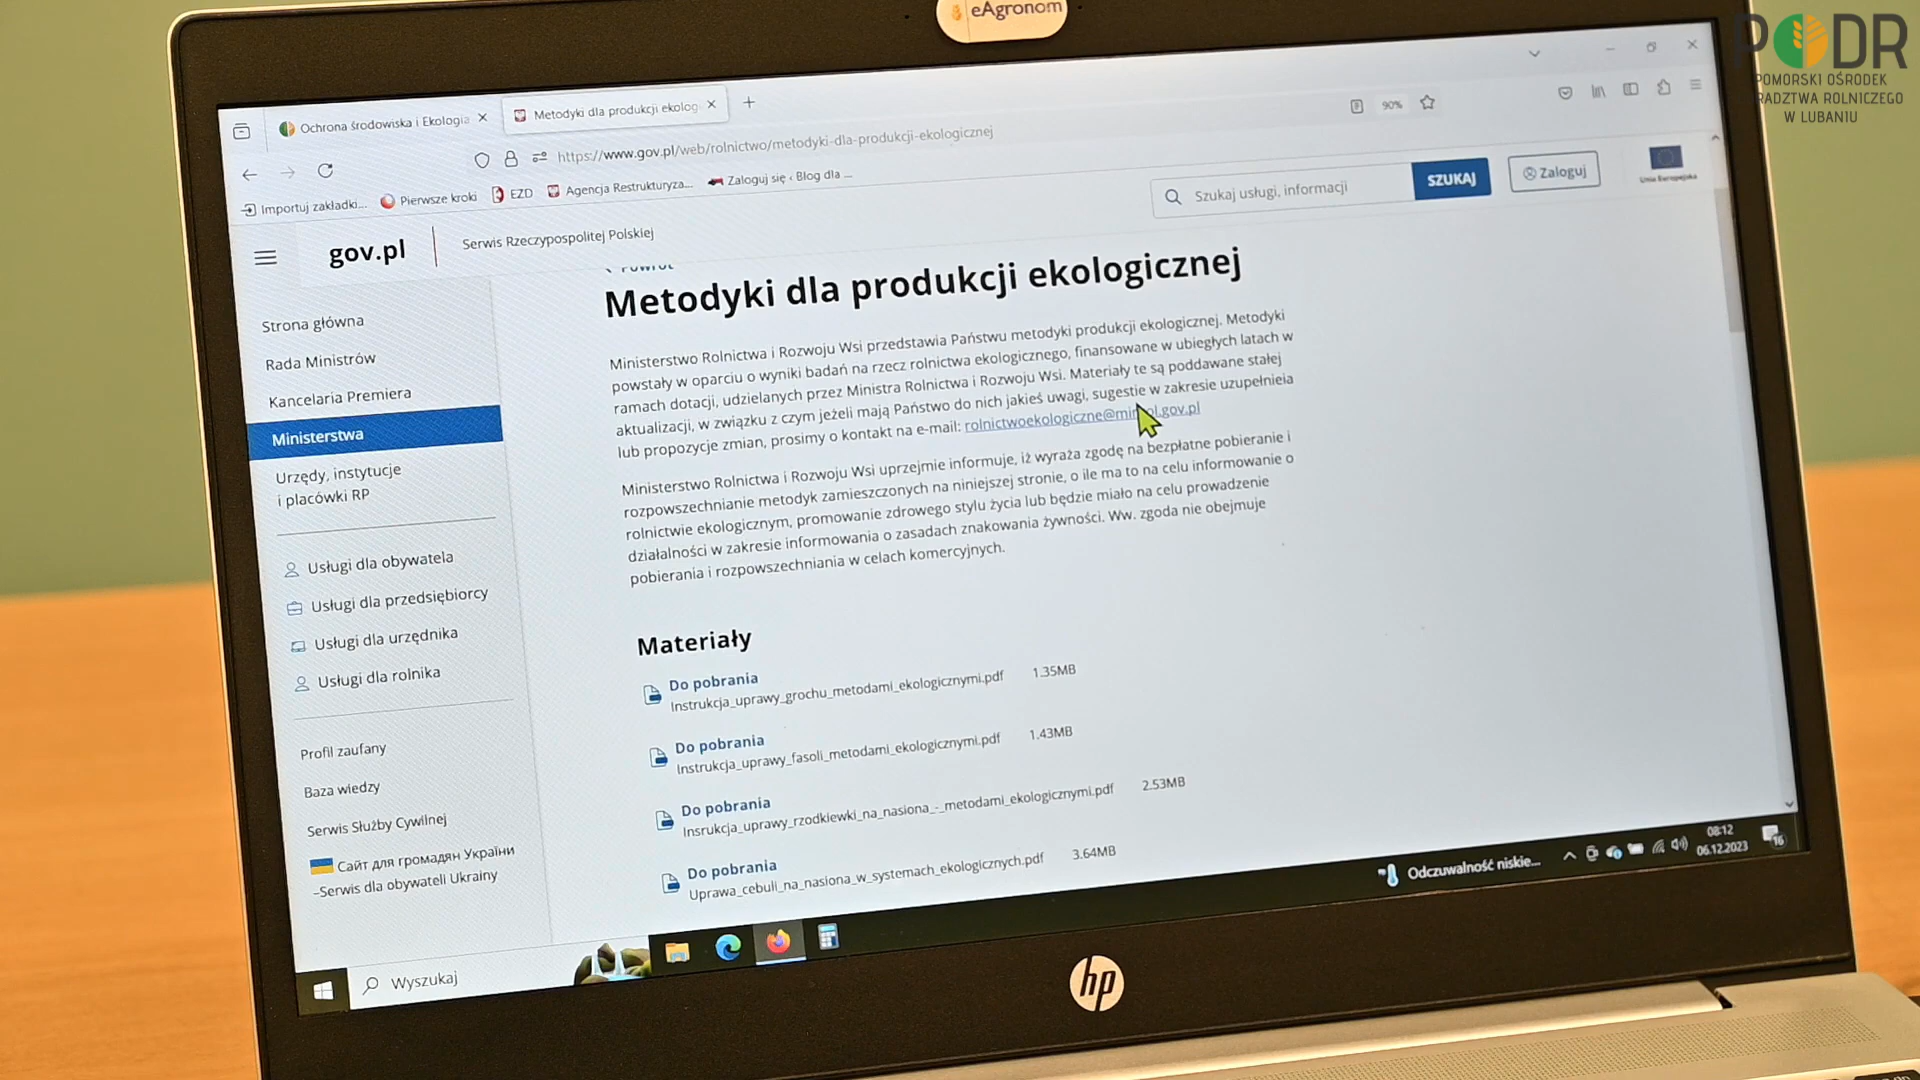 eAgronom
PODR
POMORSKI OŚRODEK
RADZTWA ROLNICZEGO
W LUBANIU
Ochrona środowiska i Ekologia
Metodyki dla produkcji ekolog
https://www.gov.pl/web/rolnictwo/metodyki-dla-produkcji-ekologicznej
90%
Importuj zakładki...
Pierwsze kroki
EZD
Agencja Restrukturyza...
Zaloguj się ‹ Blog dla ...
gov.pl
Serwis Rzeczypospolitej Polskiej
Szukaj usługi, informacji
SZUKAJ
Zaloguj
Unia Europejska
Strona główna
Rada Ministrów
Kancelaria Premiera
Ministerstwa
Urzędy, instytucje
i placówki RP
Usługi dla obywatela
Usługi dla przedsiębiorcy
Usługi dla urzędnika
Usługi dla rolnika
Profil zaufany
Baza wiedzy
Serwis Służby Cywilnej
Сайт для громадян України
–Serwis dla obywateli Ukrainy
Metodyki dla produkcji ekologicznej
Ministerstwo Rolnictwa i Rozwoju Wsi przedstawia Państwu metodyki produkcji ekologicznej. Metodyki
powstały w oparciu o wyniki badań na rzecz rolnictwa ekologicznego, finansowane w ubiegłych latach w
ramach dotacji, udzielanych przez Ministra Rolnictwa i Rozwoju Wsi. Materiały te są poddawane stałej
aktualizacji, w związku z czym jeżeli mają Państwo do nich jakieś uwagi, sugestie w zakresie uzupełnieia
lub propozycje zmian, prosimy o kontakt na e-mail: rolnictwoekologiczne@minrol.gov.pl
Ministerstwo Rolnictwa i Rozwoju Wsi uprzejmie informuje, iż wyraża zgodę na bezpłatne pobieranie i
rozpowszechnianie metodyk zamieszczonych na niniejszej stronie, o ile ma to na celu informowanie o
rolnictwie ekologicznym, promowanie zdrowego stylu życia lub będzie miało na celu prowadzenie
działalności w zakresie informowania o zasadach znakowania żywności. Ww. zgoda nie obejmuje
pobierania i rozpowszechniania w celach komercyjnych.
Materiały
Do pobrania
Instrukcja_uprawy_grochu_metodami_ekologicznymi.pdf 1.35MB
Do pobrania
Instrukcja_uprawy_fasoli_metodami_ekologicznymi.pdf 1.43MB
Do pobrania
Insrukcja_uprawy_rzodkiewki_na_nasiona_-_metodami_ekologicznymi.pdf 2.53MB
Do pobrania
Uprawa_cebuli_na_nasiona_w_systemach_ekologicznych.pdf 3.64MB
Wyszukaj
Odczuwalność niskie...
08:12
06.12.2023
16
hp